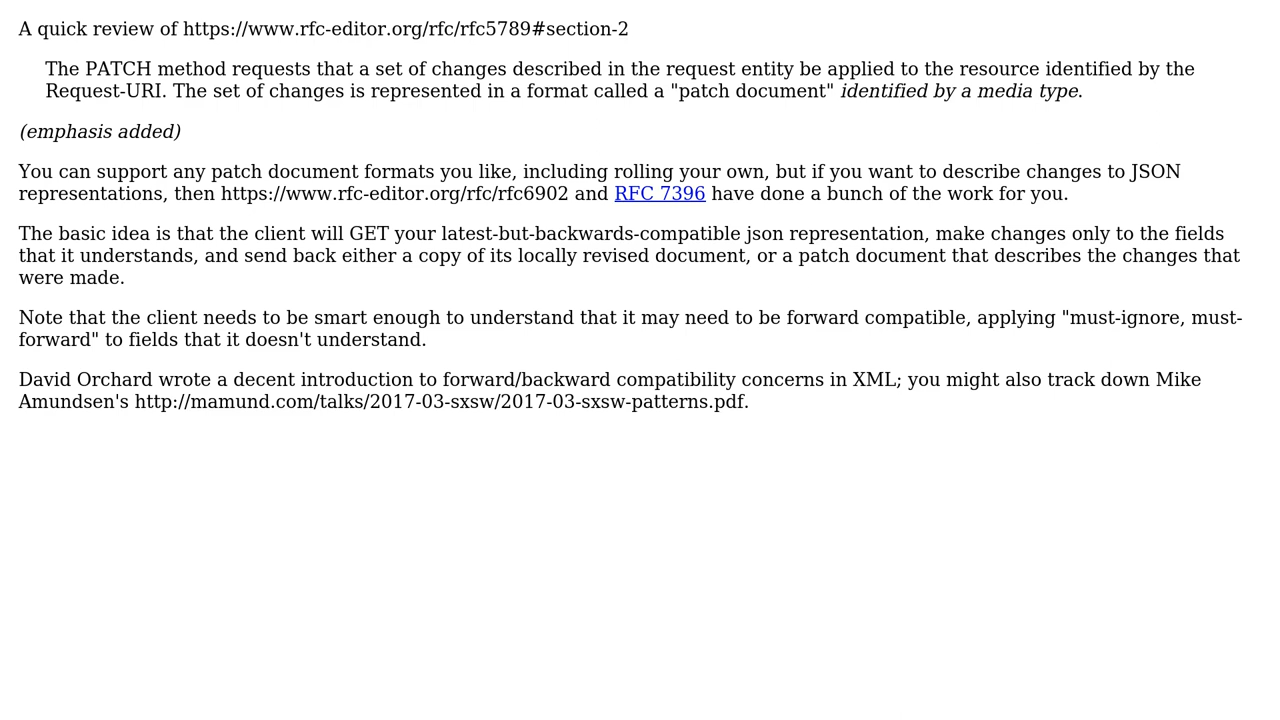 A quick review of https://www.rfc-editor.org/rfc/rfc5789#section-2
The PATCH method requests that a set of changes described in the request entity be applied to the resource identified by the
Request-URI. The set of changes is represented in a format called a "patch document" identified by a media type.
(emphasis added)
You can support any patch document formats you like, including rolling your own, but if you want to describe changes to JSON
representations, then https://www.rfc-editor.org/rfc/rfc6902 and RFC 7396 have done a bunch of the work for you.
The basic idea is that the client will GET your latest-but-backwards-compatible json representation, make changes only to the fields
that it understands, and send back either a copy of its locally revised document, or a patch document that describes the changes that
were made.
Note that the client needs to be smart enough to understand that it may need to be forward compatible, applying "must-ignore, must-
forward" to fields that it doesn't understand.
David Orchard wrote a decent introduction to forward/backward compatibility concerns in XML; you might also track down Mike
Amundsen's http://mamund.com/talks/2017-03-sxsw/2017-03-sxsw-patterns.pdf.